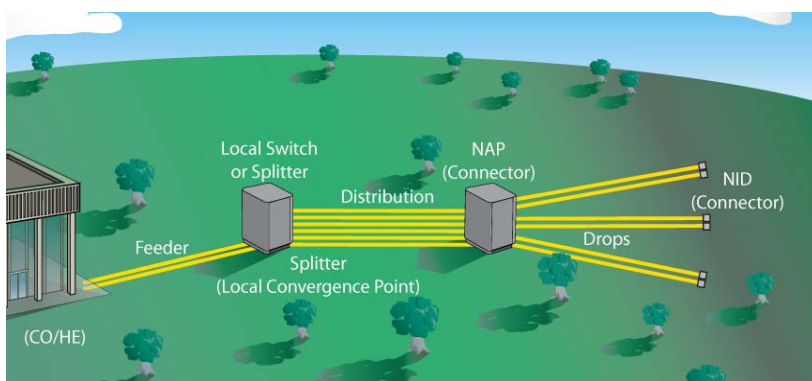 Local Switch
or Splitter
NAP
(Connector)
NID
(Connector)
Distribution
Drops
Feeder
Splitter
(Local Convergence Point)
(CO/HE)